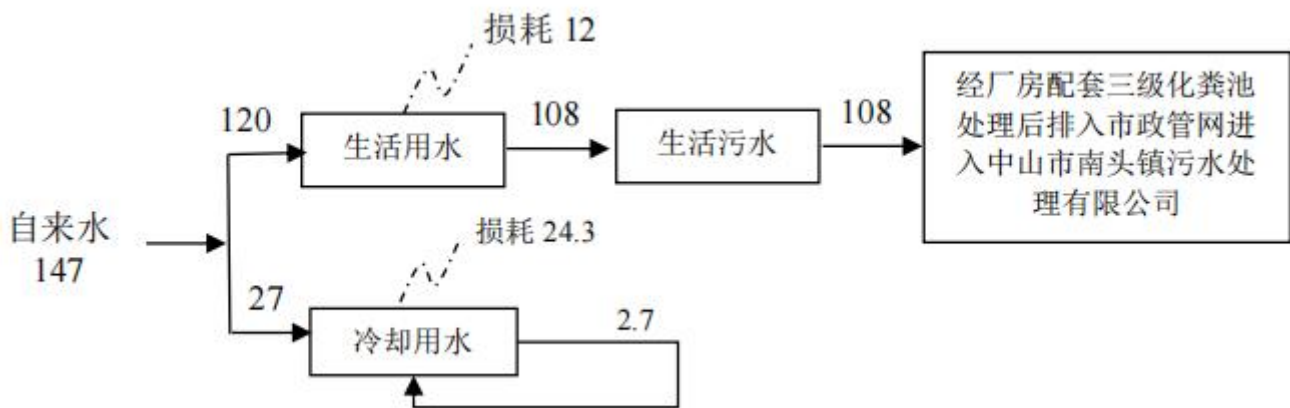 损耗 12
120
生活用水
108
生活污水
108
经厂房配套三级化粪池
处理后排入市政管网进
入中山市南头镇污水处
理有限公司
自来水
147
损耗 24.3
27
冷却用水
2.7